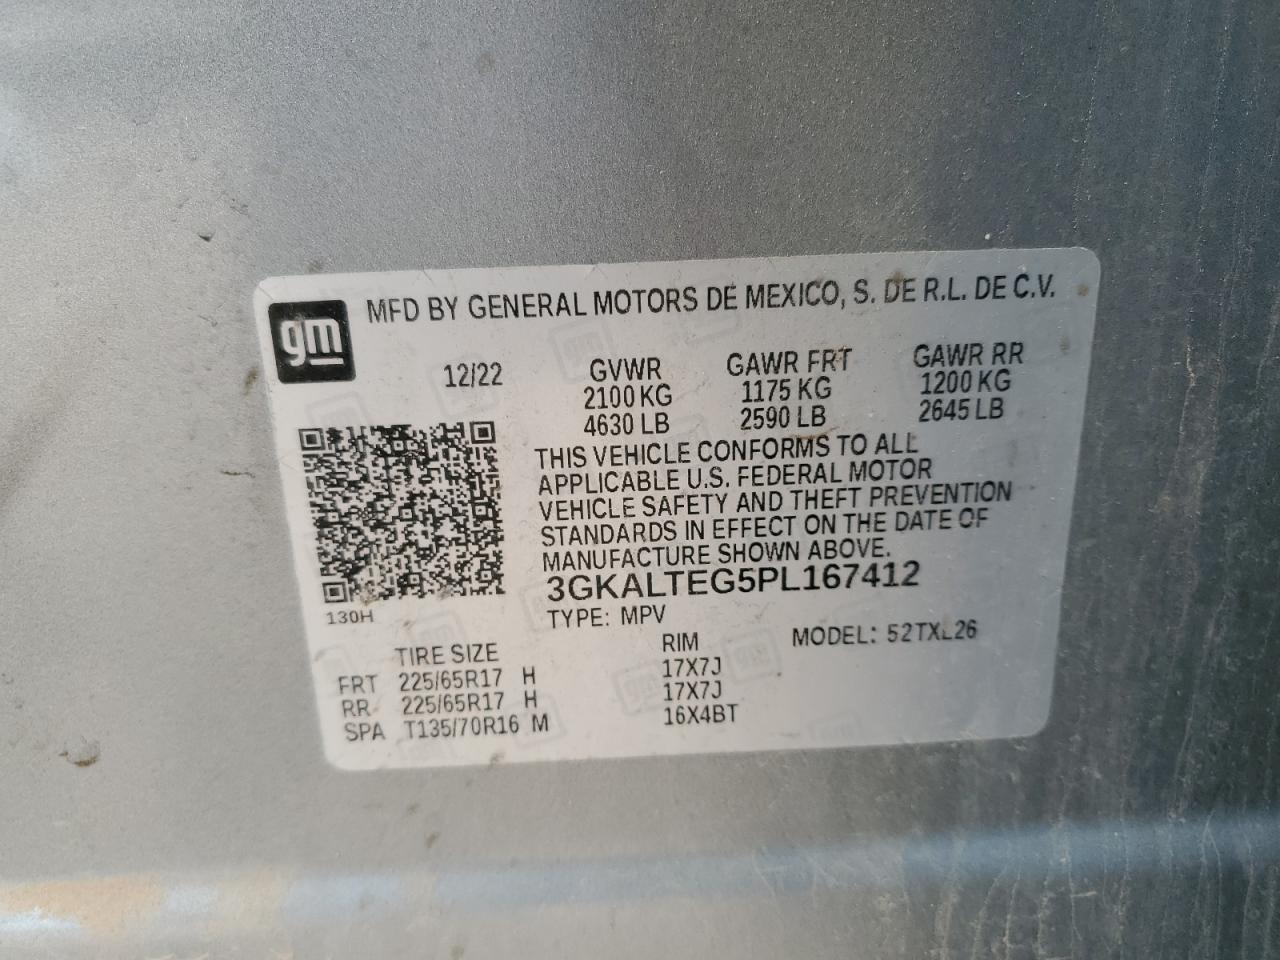 gm
MFD BY GENERAL MOTORS DE MEXICO, S. DE R.L. DE C.V.
12/22 GVWR GAWR FRT GAWR RR
2100 KG 1175 KG 1200 KG
4630 LB 2590 LB 2645 LB
THIS VEHICLE CONFORMS TO ALL
APPLICABLE U.S. FEDERAL MOTOR
VEHICLE SAFETY AND THEFT PREVENTION
STANDARDS IN EFFECT ON THE DATE OF
MANUFACTURE SHOWN ABOVE.
3GKALTEG5PL167412
130H
TYPE: MPV MODEL: 52TXL26
TIRE SIZE RIM
FRT 225/65R17 H 17X7J
RR 225/65R17 H 17X7J
SPA T135/70R16 M 16X4BT